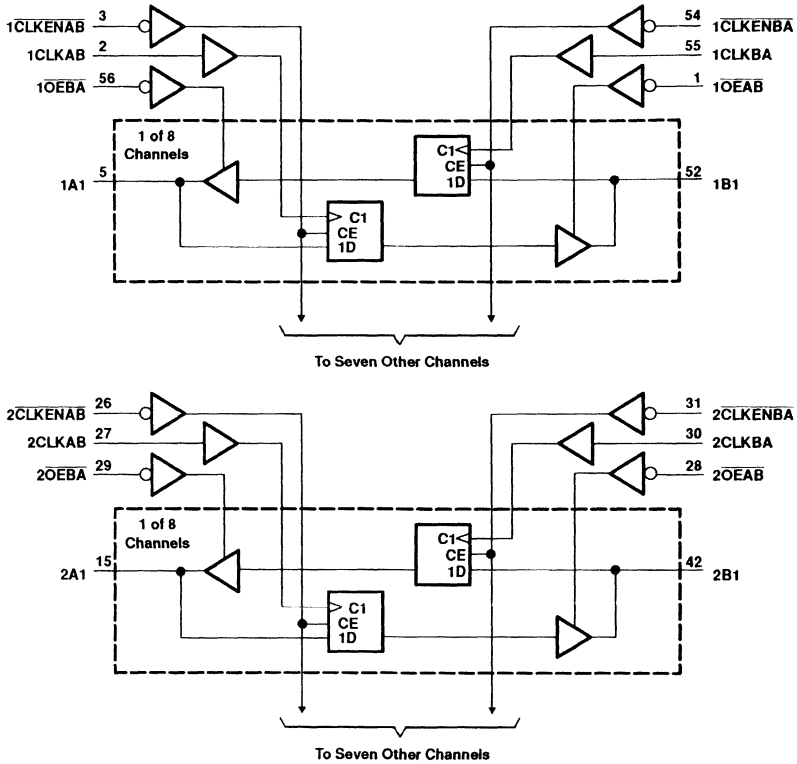 1CLKENAB 3
54 1CLKENBA
1CLKAB 2
55 1CLKBA
1OEBA 56
1 1OEAB
1 of 8
Channels
C1
CE
1D
1A1 5
52 1B1
C1
CE
1D
To Seven Other Channels
2CLKENAB 26
31 2CLKENBA
2CLKAB 27
30 2CLKBA
2OEBA 29
28 2OEAB
1 of 8
Channels
C1
CE
1D
2A1 15
42 2B1
C1
CE
1D
To Seven Other Channels